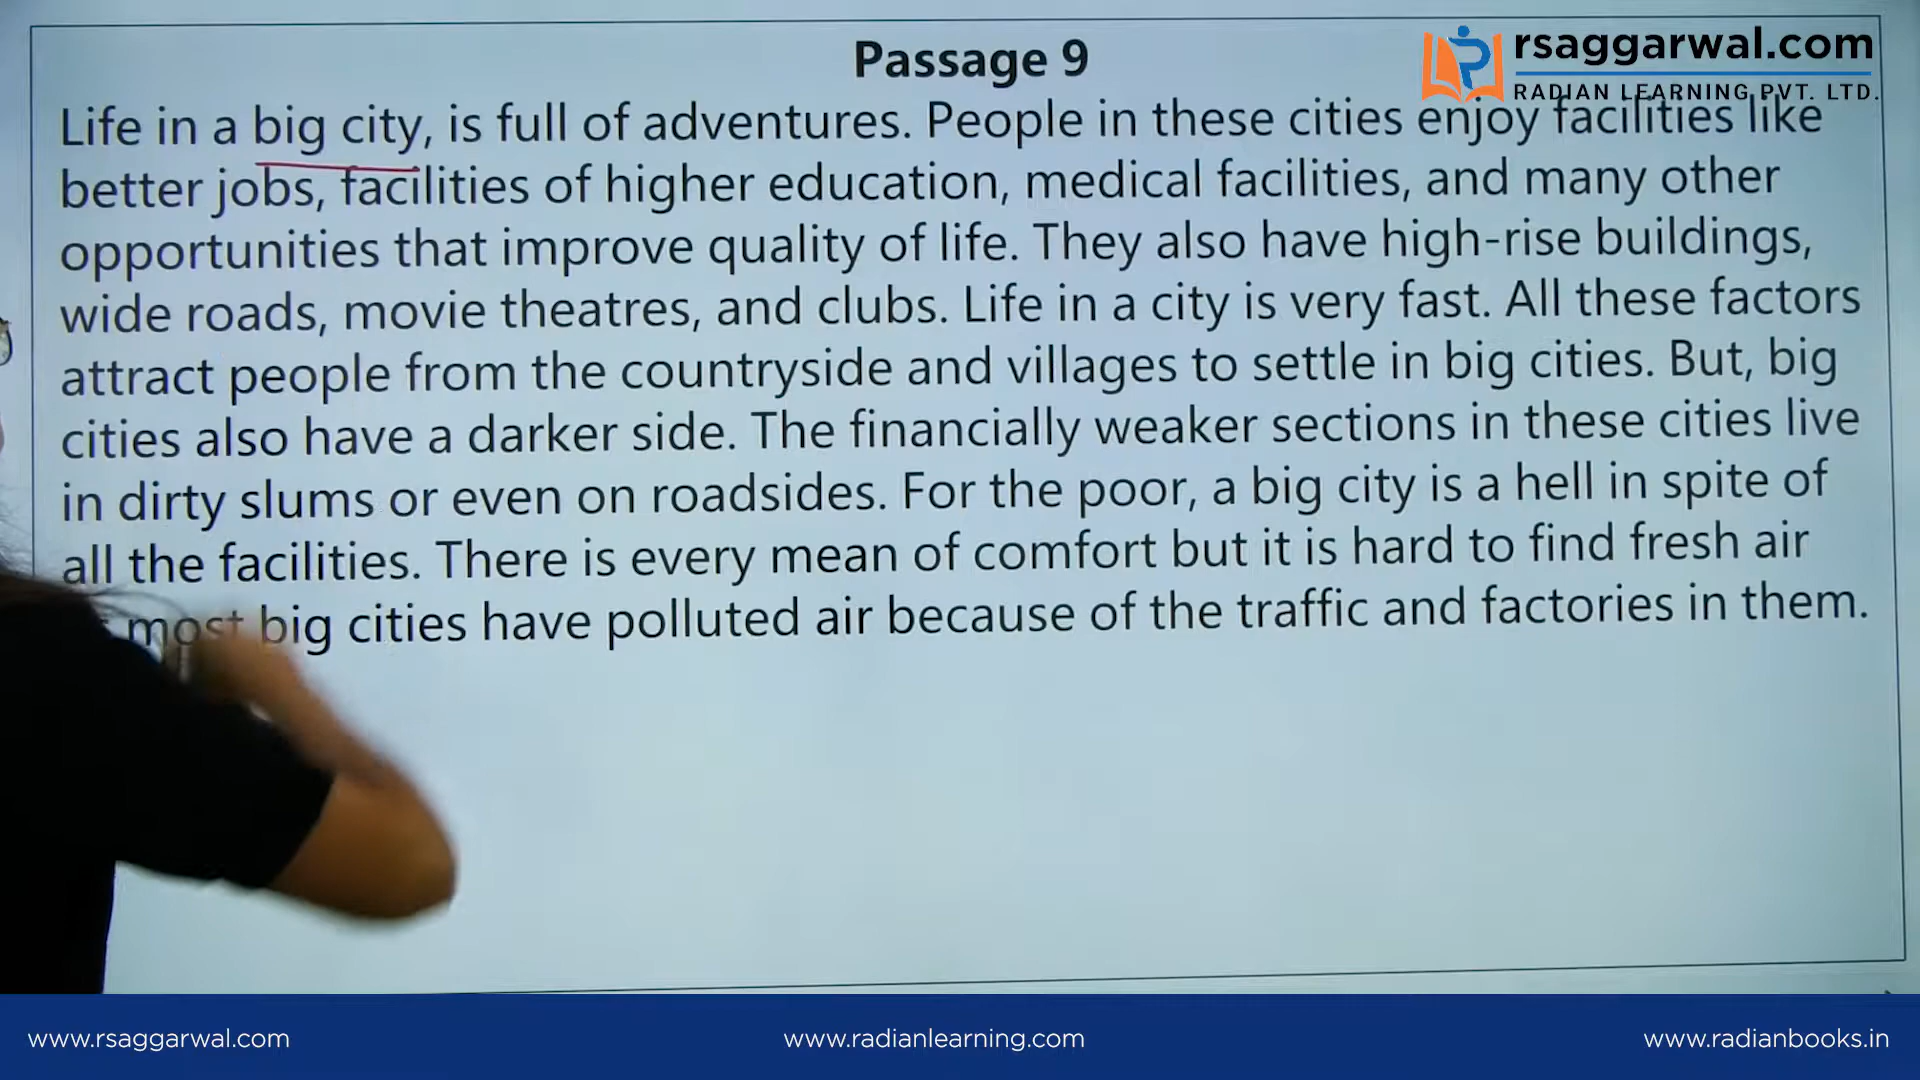 Passage 9
rsaggarwal.com
RADIAN LEARNING PVT. LTD.
Life in a big city, is full of adventures. People in these cities enjoy facilities like
better jobs, facilities of higher education, medical facilities, and many other
opportunities that improve quality of life. They also have high-rise buildings,
wide roads, movie theatres, and clubs. Life in a city is very fast. All these factors
attract people from the countryside and villages to settle in big cities. But, big
cities also have a darker side. The financially weaker sections in these cities live
in dirty slums or even on roadsides. For the poor, a big city is a hell in spite of
all the facilities. There is every mean of comfort but it is hard to find fresh air
most big cities have polluted air because of the traffic and factories in them.
www.rsaggarwal.com
www.radianlearning.com
www.radianbooks.in